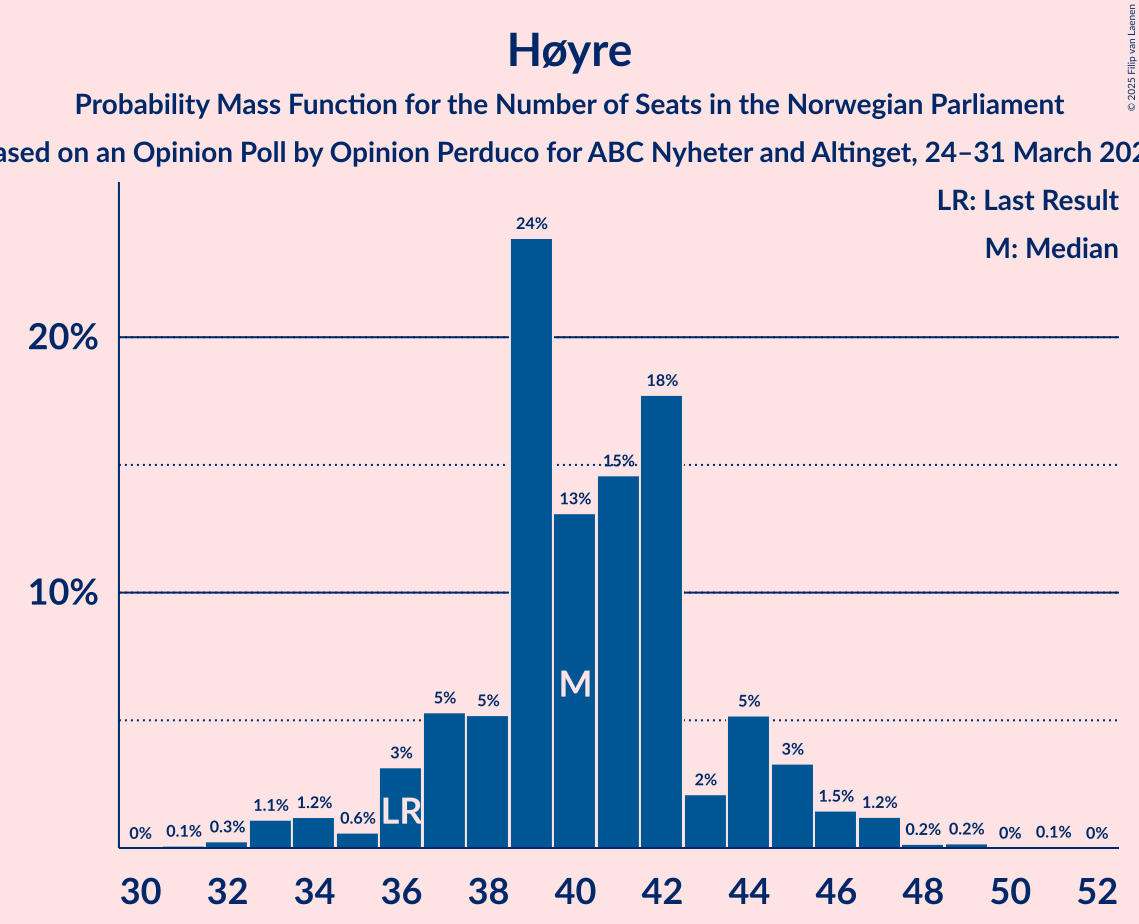 Høyre
Probability Mass Function for the Number of Seats in the Norwegian Parliament
ased on an Opinion Poll by Opinion Perduco for ABC Nyheter and Altinget, 24–31 March 202
© 2025 Filip van Laenen
LR: Last Result
M: Median
20%
10%
0% 0.1% 0.3% 1.1% 1.2% 0.6% 3% 5% 5% 24% 13% 15% 18% 2% 5% 3% 1.5% 1.2% 0.2% 0.2% 0% 0.1% 0%
LR M
30 32 34 36 38 40 42 44 46 48 50 52